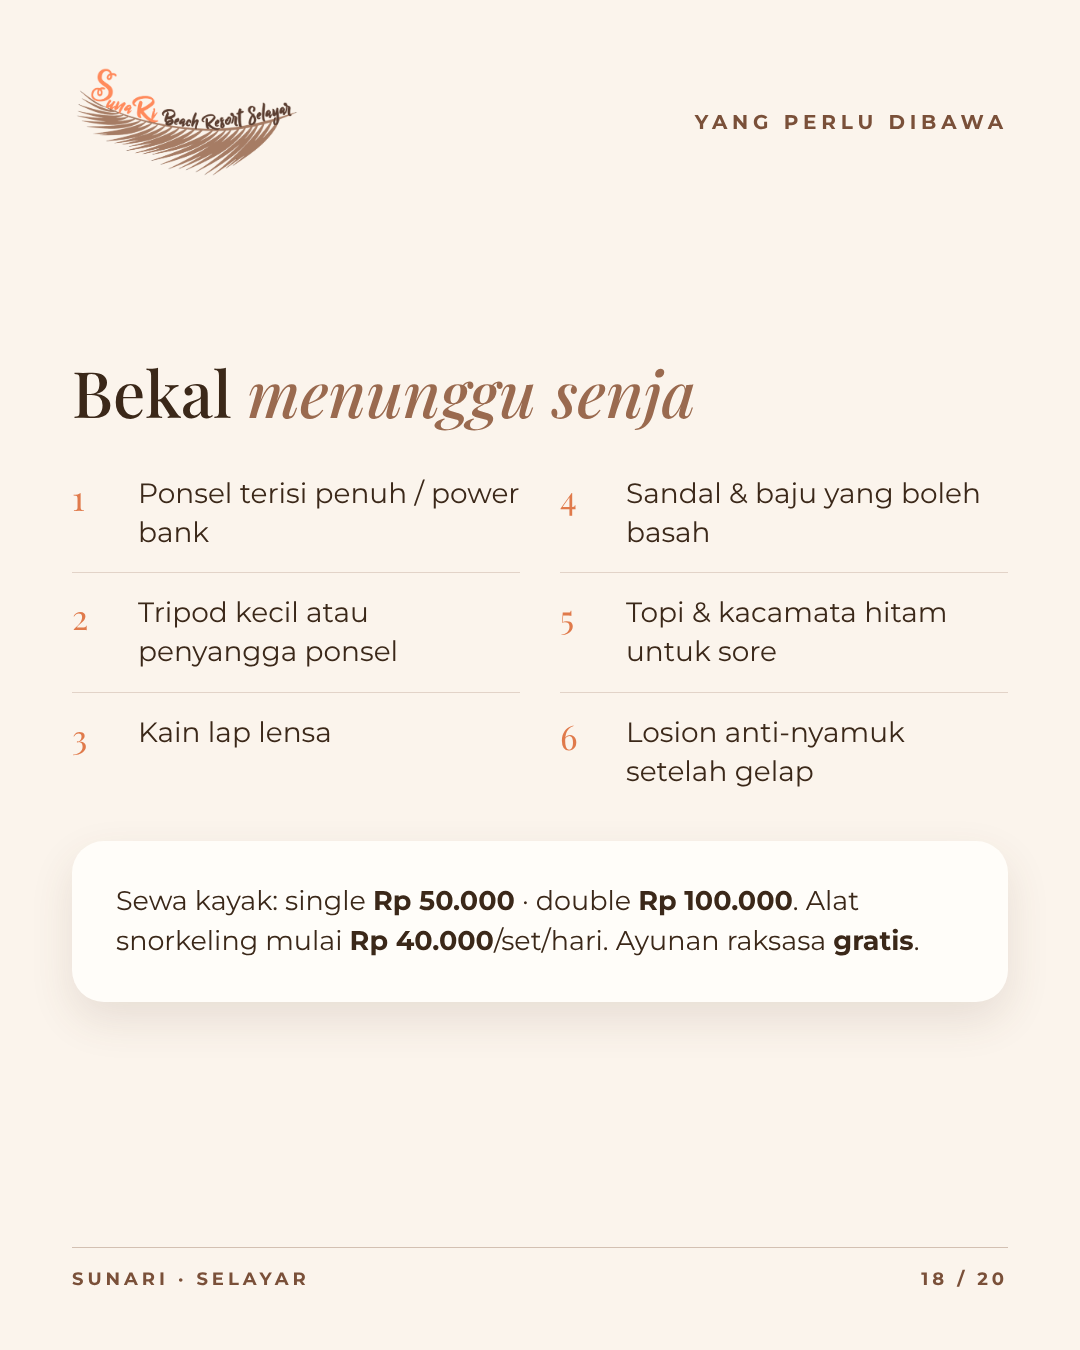 SunaRi Beach Resort Selayar
YANG PERLU DIBAWA
Bekal menunggu senja
1 Ponsel terisi penuh / power
bank
2 Tripod kecil atau
penyangga ponsel
3 Kain lap lensa
4 Sandal & baju yang boleh
basah
5 Topi & kacamata hitam
untuk sore
6 Losion anti-nyamuk
setelah gelap
Sewa kayak: single Rp 50.000 · double Rp 100.000. Alat
snorkeling mulai Rp 40.000/set/hari. Ayunan raksasa gratis.
SUNARI · SELAYAR
18 / 20